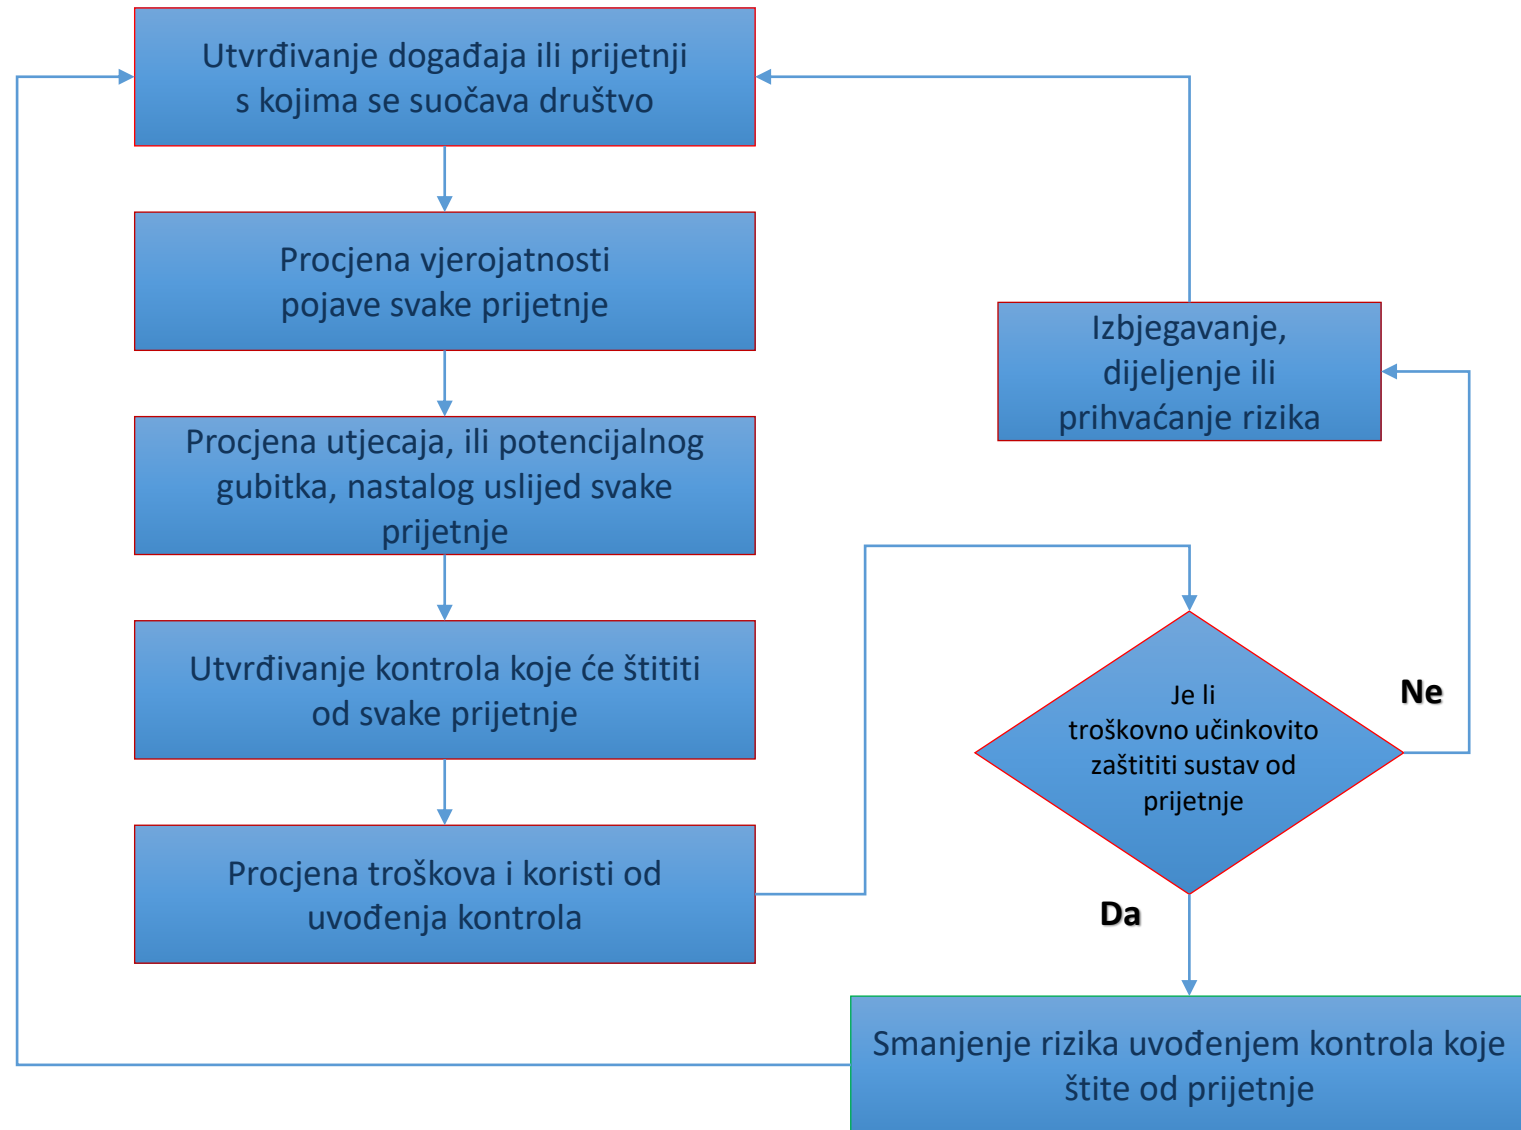 Utvrđivanje događaja ili prijetnji
s kojima se suočava društvo
Procjena vjerojatnosti
pojave svake prijetnje
Procjena utjecaja, ili potencijalnog
gubitka, nastalog uslijed svake
prijetnje
Utvrđivanje kontrola koje će štititi
od svake prijetnje
Procjena troškova i koristi od
uvođenja kontrola
Je li
troškovno učinkovito
zaštititi sustav od
prijetnje
Ne
Izbjegavanje,
dijeljenje ili
prihvaćanje rizika
Da
Smanjenje rizika uvođenjem kontrola koje
štite od prijetnje